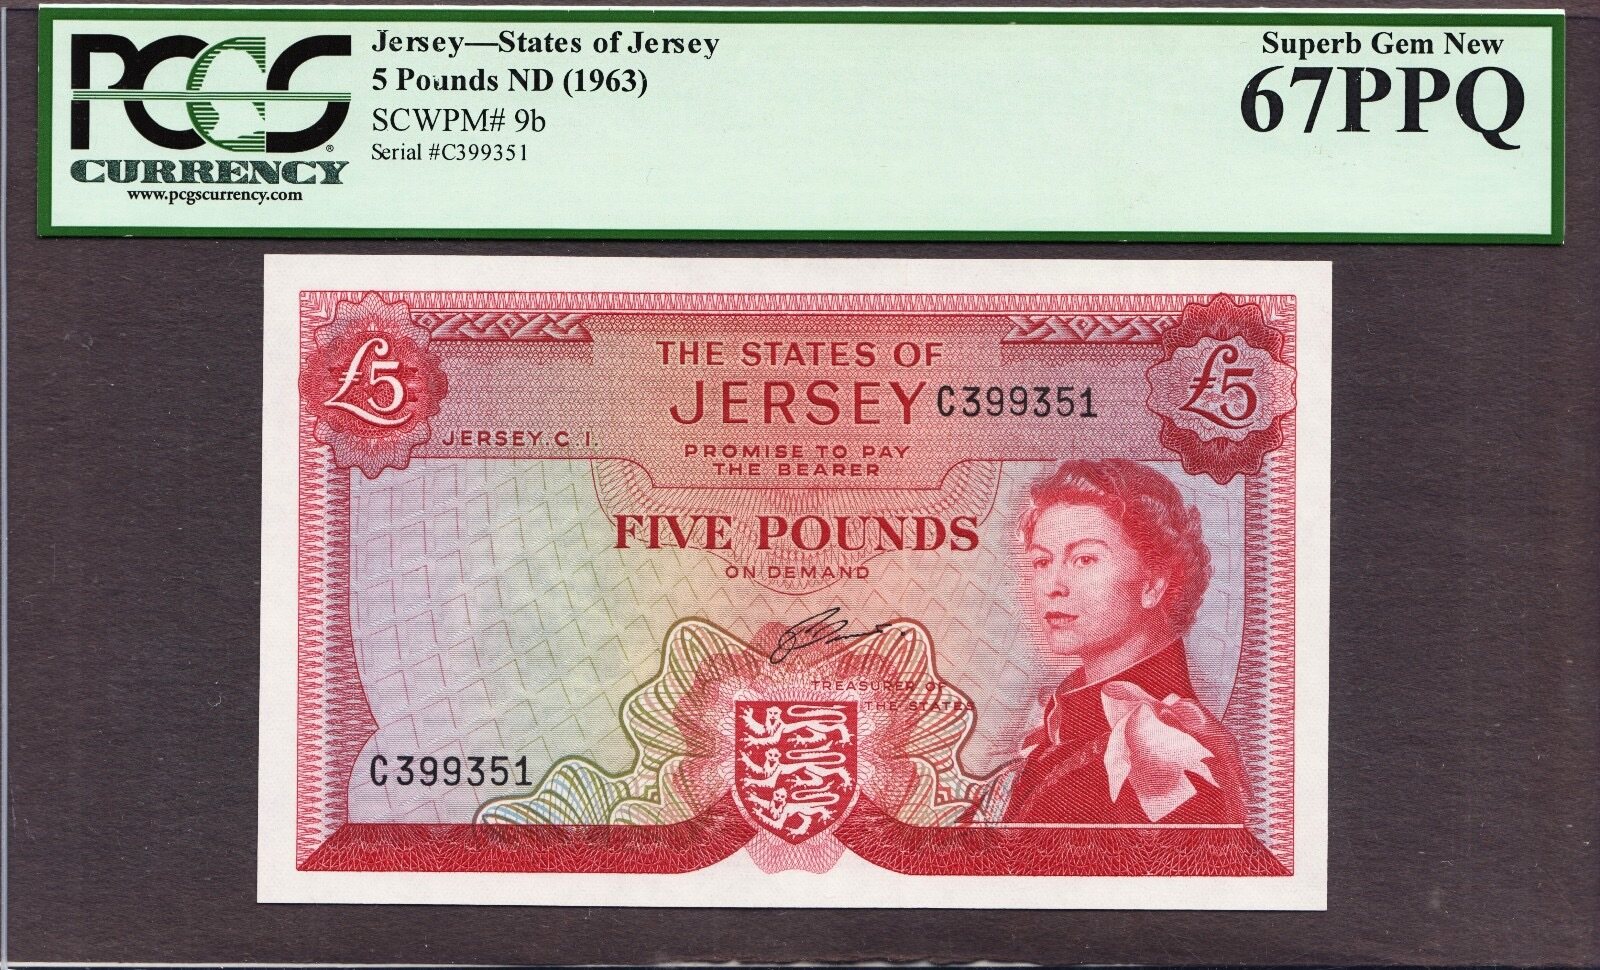 PCGS
CURRENCY
www.pcgscurrency.com
Jersey—States of Jersey
5 Pounds ND (1963)
SCWPM# 9b
Serial #C399351
Superb Gem New
67PPQ
£5
£5
THE STATES OF
JERSEY C399351
JERSEY.C.I.
PROMISE TO PAY
THE BEARER
FIVE POUNDS
ON DEMAND
TREASURER OF
THE STATES
C399351